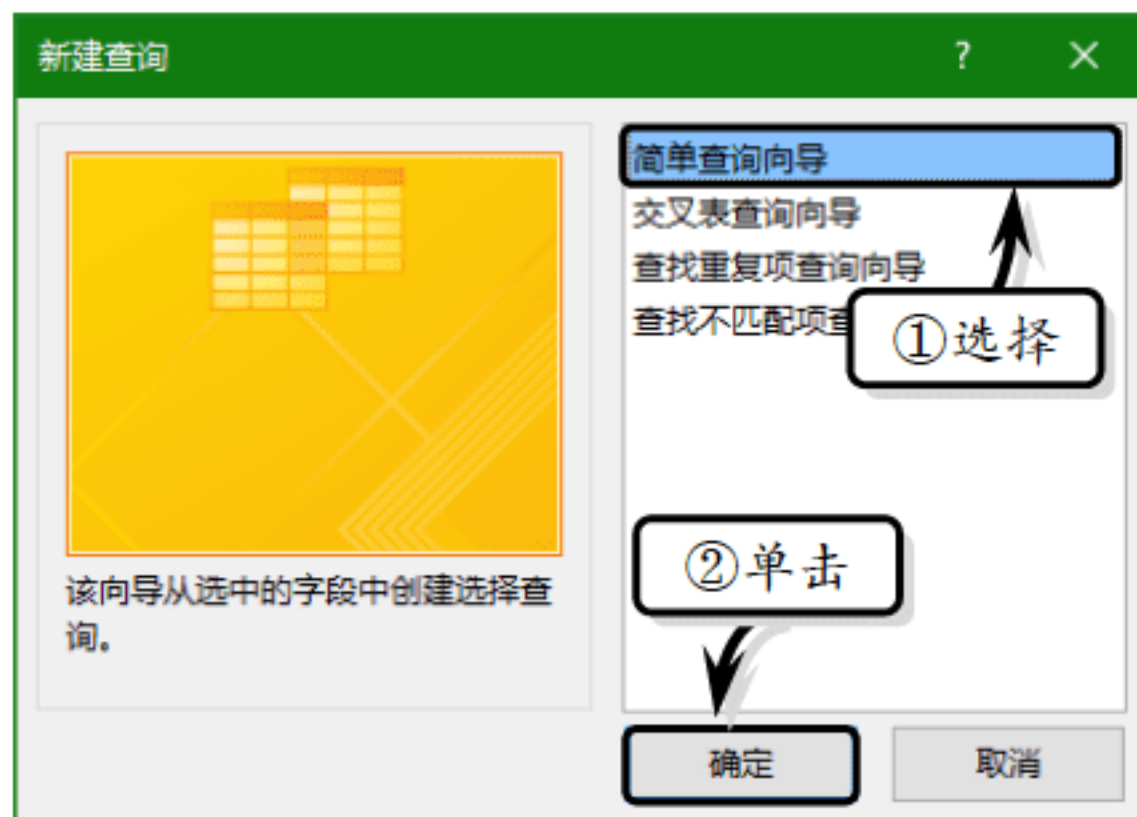 新建查询
简单查询向导
交叉表查询向导
查找重复项查询向导
查找不匹配项查
①选择
②单击
该向导从选中的字段中创建选择查
询。
确定
取消